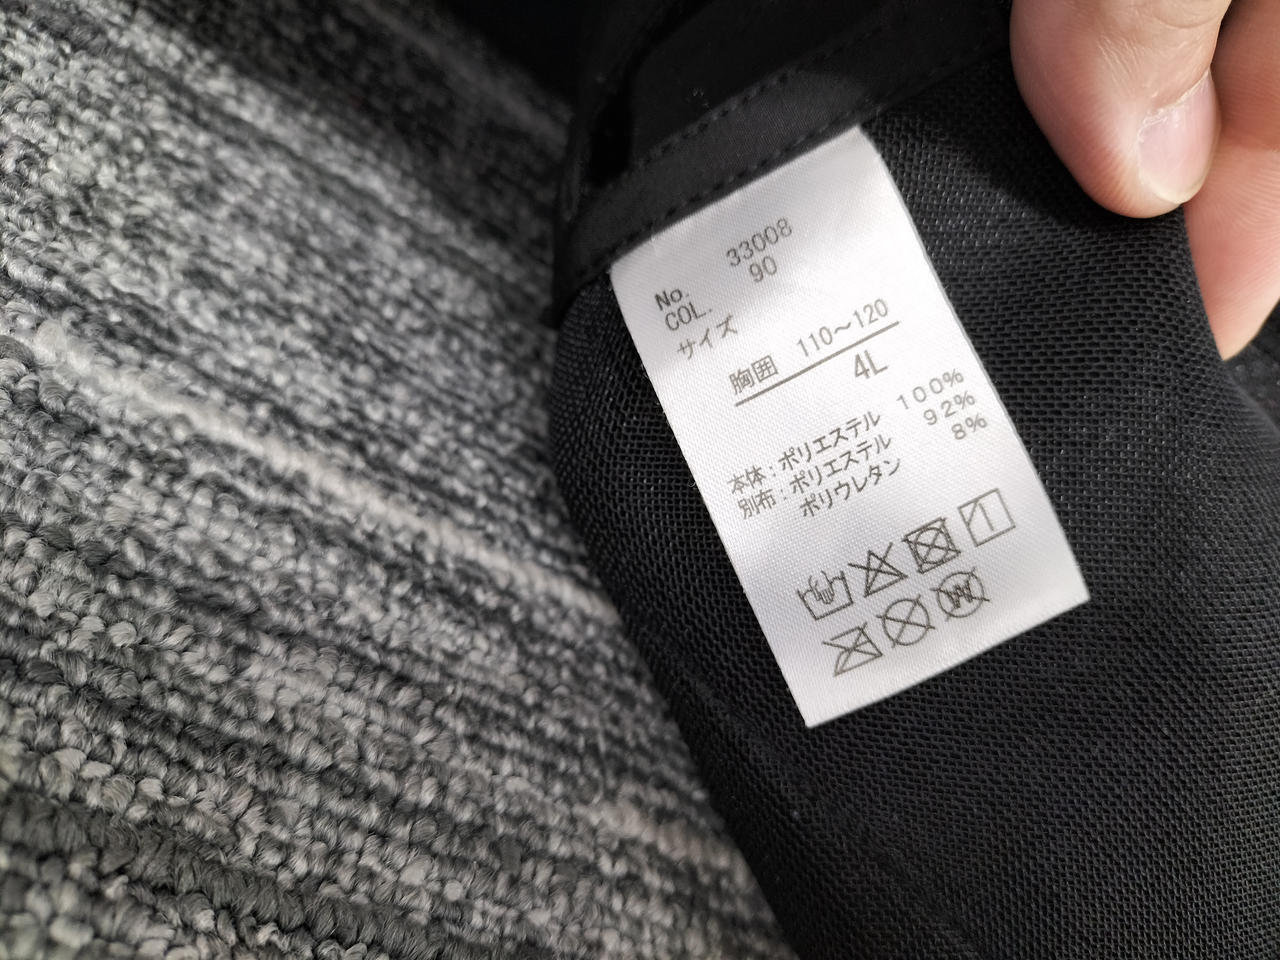 No. 33008
COL. 90
サイズ
胸囲 110～120
4L
本体：ポリエステル 100%
別布：ポリエステル 92%
ポリウレタン 8%